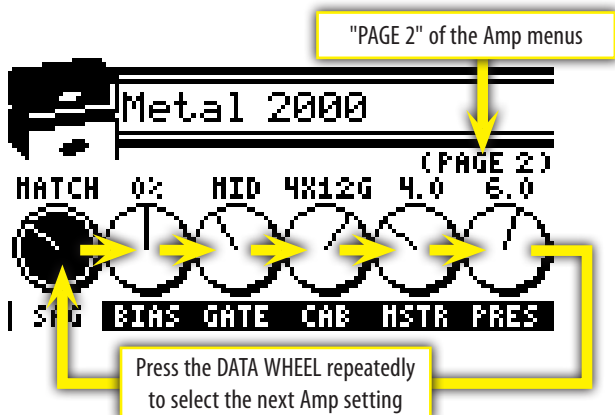 "PAGE 2" of the Amp menus
Metal 2000
(PAGE 2)
MATCH 0% MID 4X12G 4.0 6.0
SAG BIAS GATE CAB MSTR PRES
Press the DATA WHEEL repeatedly
to select the next Amp setting